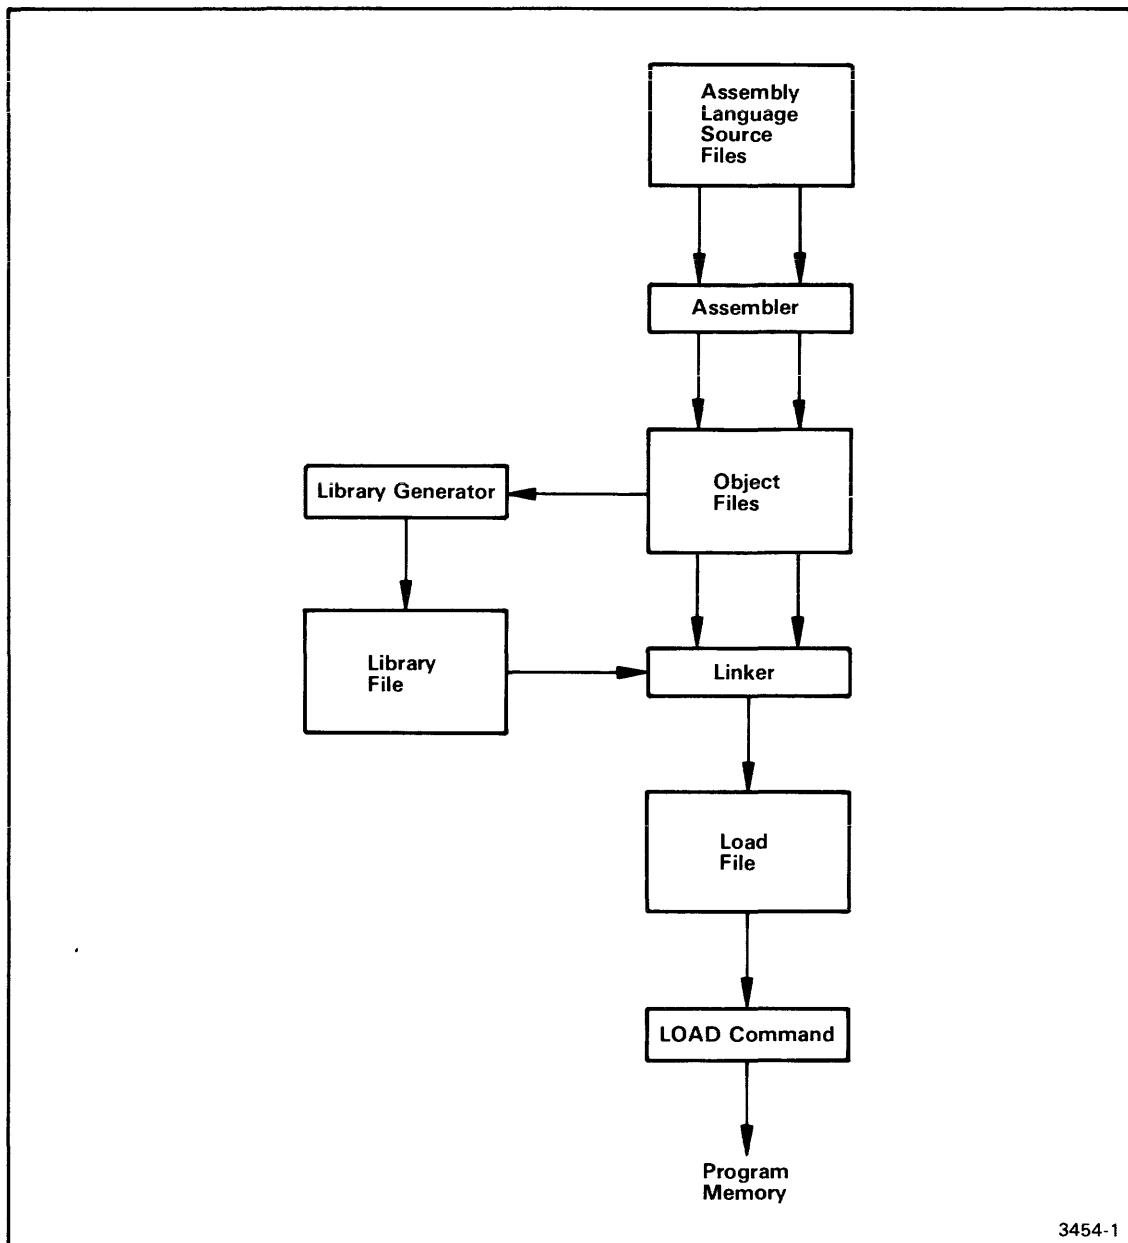 Assembly
Language
Source
Files
Assembler
Object
Files
Library Generator
Library
File
Linker
Load
File
LOAD Command
Program
Memory
3454-1